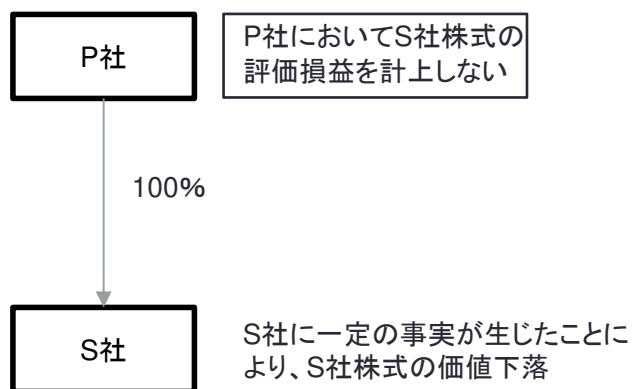 P社
P社においてS社株式の
評価損益を計上しない
100%
S社
S社に一定の事実が生じたことに
より、S社株式の価値下落